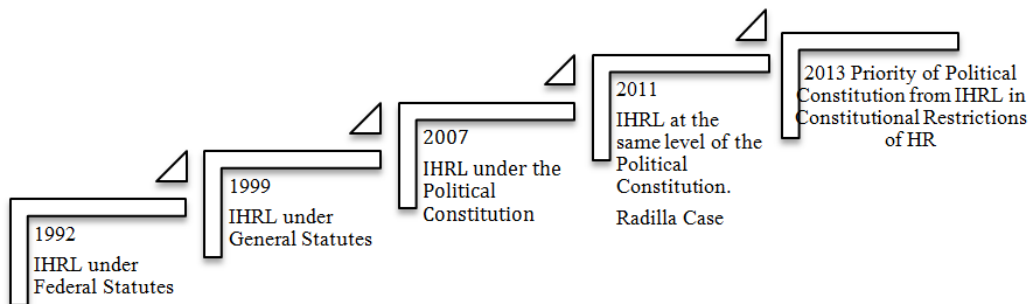 1992
IHRL under
Federal Statutes
1999
IHRL under
General Statutes
2007
IHRL under the
Political
Constitution
2011
IHRL at the
same level of the
Political
Constitution.
Radilla Case
2013 Priority of Political
Constitution from IHRL in
Constitutional Restrictions
of HR